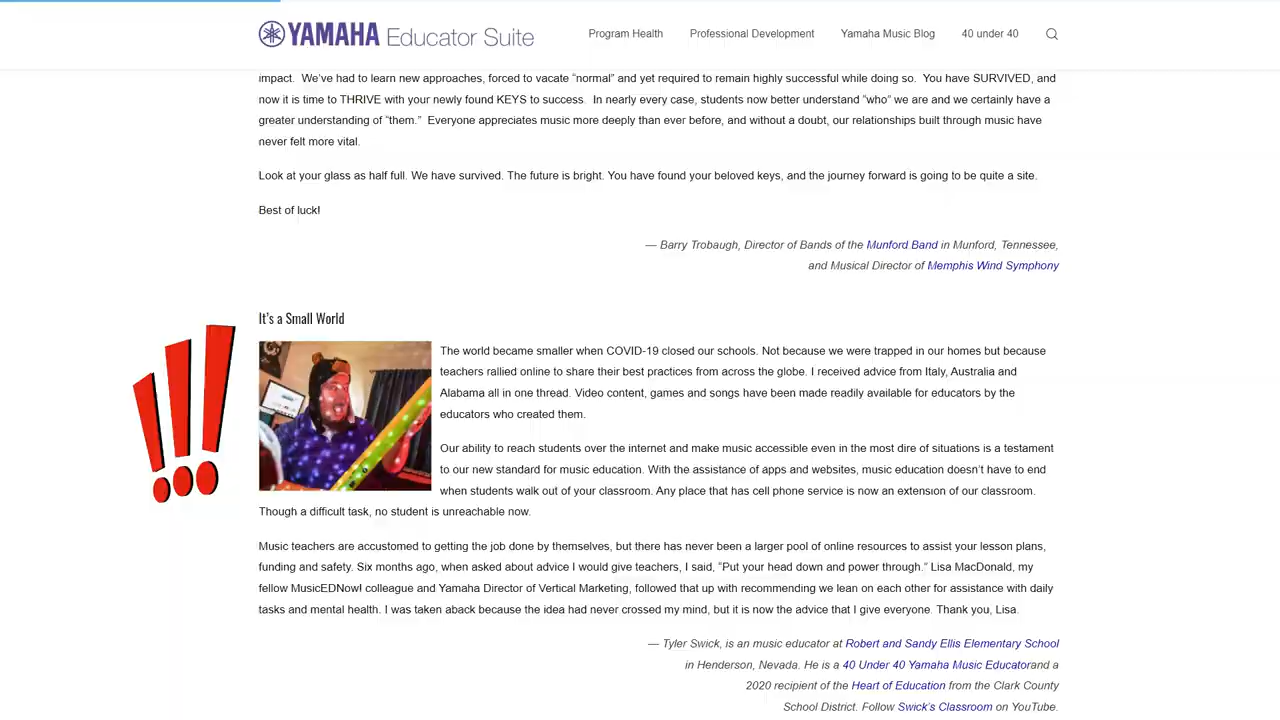 YAMAHA Educator Suite
Program Health
Professional Development
Yamaha Music Blog
40 under 40
impact. We’ve had to learn new approaches, forced to vacate “normal” and yet required to remain highly successful while doing so. You have SURVIVED, and
now it is time to THRIVE with your newly found KEYS to success. In nearly every case, students now better understand “who” we are and we certainly have a
greater understanding of “them.” Everyone appreciates music more deeply than ever before, and without a doubt, our relationships built through music have
never felt more vital.
Look at your glass as half full. We have survived. The future is bright. You have found your beloved keys, and the journey forward is going to be quite a site.
Best of luck!
— Barry Trobaugh, Director of Bands of the Munford Band in Munford, Tennessee,
and Musical Director of Memphis Wind Symphony
It’s a Small World
!!!
The world became smaller when COVID-19 closed our schools. Not because we were trapped in our homes but because
teachers rallied online to share their best practices from across the globe. I received advice from Italy, Australia and
Alabama all in one thread. Video content, games and songs have been made readily available for educators by the
educators who created them.
Our ability to reach students over the internet and make music accessible even in the most dire of situations is a testament
to our new standard for music education. With the assistance of apps and websites, music education doesn’t have to end
when students walk out of your classroom. Any place that has cell phone service is now an extension of our classroom.
Though a difficult task, no student is unreachable now.
Music teachers are accustomed to getting the job done by themselves, but there has never been a larger pool of online resources to assist your lesson plans,
funding and safety. Six months ago, when asked about advice I would give teachers, I said, “Put your head down and power through.” Lisa MacDonald, my
fellow MusicEDNow! colleague and Yamaha Director of Vertical Marketing, followed that up with recommending we lean on each other for assistance with daily
tasks and mental health. I was taken aback because the idea had never crossed my mind, but it is now the advice that I give everyone. Thank you, Lisa.
— Tyler Swick, is an music educator at Robert and Sandy Ellis Elementary School
in Henderson, Nevada. He is a 40 Under 40 Yamaha Music Educatorand a
2020 recipient of the Heart of Education from the Clark County
School District. Follow Swick’s Classroom on YouTube.